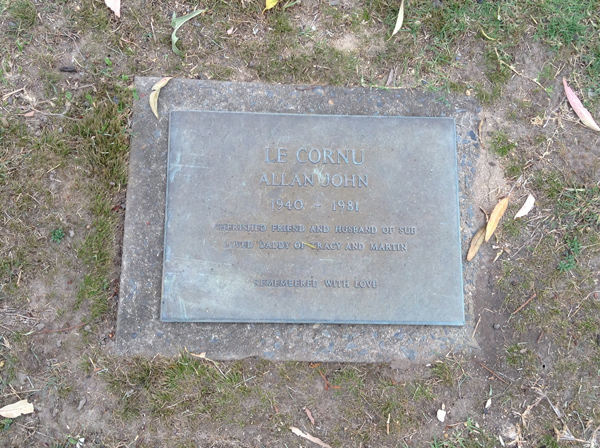 LE CORNU
ALLAN JOHN
1940 - 1981
CHERISHED FRIEND AND HUSBAND OF SUE
LOVED DADDY OF TRACY AND MARTIN
REMEMBERED WITH LOVE